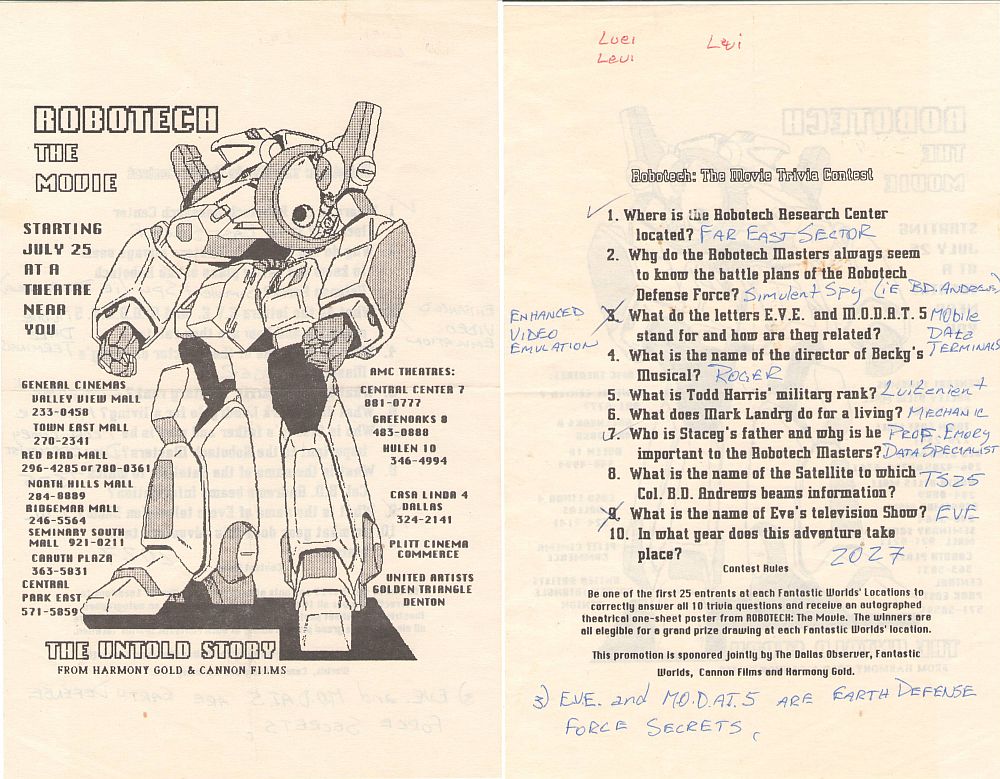 ROBOTECH
THE
MOVIE
STARTING
JULY 25
AT A
THEATRE
NEAR
YOU
GENERAL CINEMAS
VALLEY VIEW MALL
233-0458
TOWN EAST MALL
270-2341
RED BIRD MALL
296-4285 or 780-0361
NORTH HILLS MALL
284-8889
RIDGEMAR MALL
246-5564
SEMINARY SOUTH
MALL 921-0211
CARUTH PLAZA
363-5831
CENTRAL
PARK EAST
571-5859
AMC THEATRES:
CENTRAL CENTER 7
881-0777
GREENOAKS 8
483-0888
HULEN 10
346-4994
CASA LINDA 4
DALLAS
324-2141
PLITT CINEMA
COMMERCE
UNITED ARTISTS
GOLDEN TRIANGLE
DENTON
THE UNTOLD STORY
FROM HARMONY GOLD & CANNON FILMS
Luei Levi
Levi
Robotech: The Movie Trivia Contest
1. Where is the Robotech Research Center
located? FAR EAST SECTOR
2. Why do the Robotech Masters always seem
to know the battle plans of the Robotech
Defense Force? Simulent Spy (ie BD. ANDREWS)
3. What do the letters E.V.E. and M.O.D.A.T. 5 MObile
stand for and how are they related? DATa
TERMINALS
ENHANCED
VIDEO
EMULATION
4. What is the name of the director of Becky's
Musical? ROGER
5. What is Todd Harris' military rank? Luitenient
6. What does Mark Landry do for a living? MECHANIC
7. Who is Stacey's father and why is he PROF. EMORY
important to the Robotech Masters? DATA SPECIALIST
8. What is the name of the Satellite to which TS25
Col. B.D. Andrews beams information?
9. What is the name of Eve's television Show? EVE
10. In what year does this adventure take
place? 2027
Contest Rules
Be one of the first 25 entrants at each Fantastic Worlds' Locations to
correctly answer all 10 trivia questions and receive an autographed
theatrical one-sheet poster from ROBOTECH: The Movie. The winners are
all elegible for a grand prize drawing at each Fantastic Worlds' location.
This promotion is sponored jointly by The Dallas Observer, Fantastic
Worlds, Cannon Films and Harmony Gold.
3) E.V.E. and M.O.D.A.T. 5 ARE EARTH DEFENSE
FORCE SECRETS.